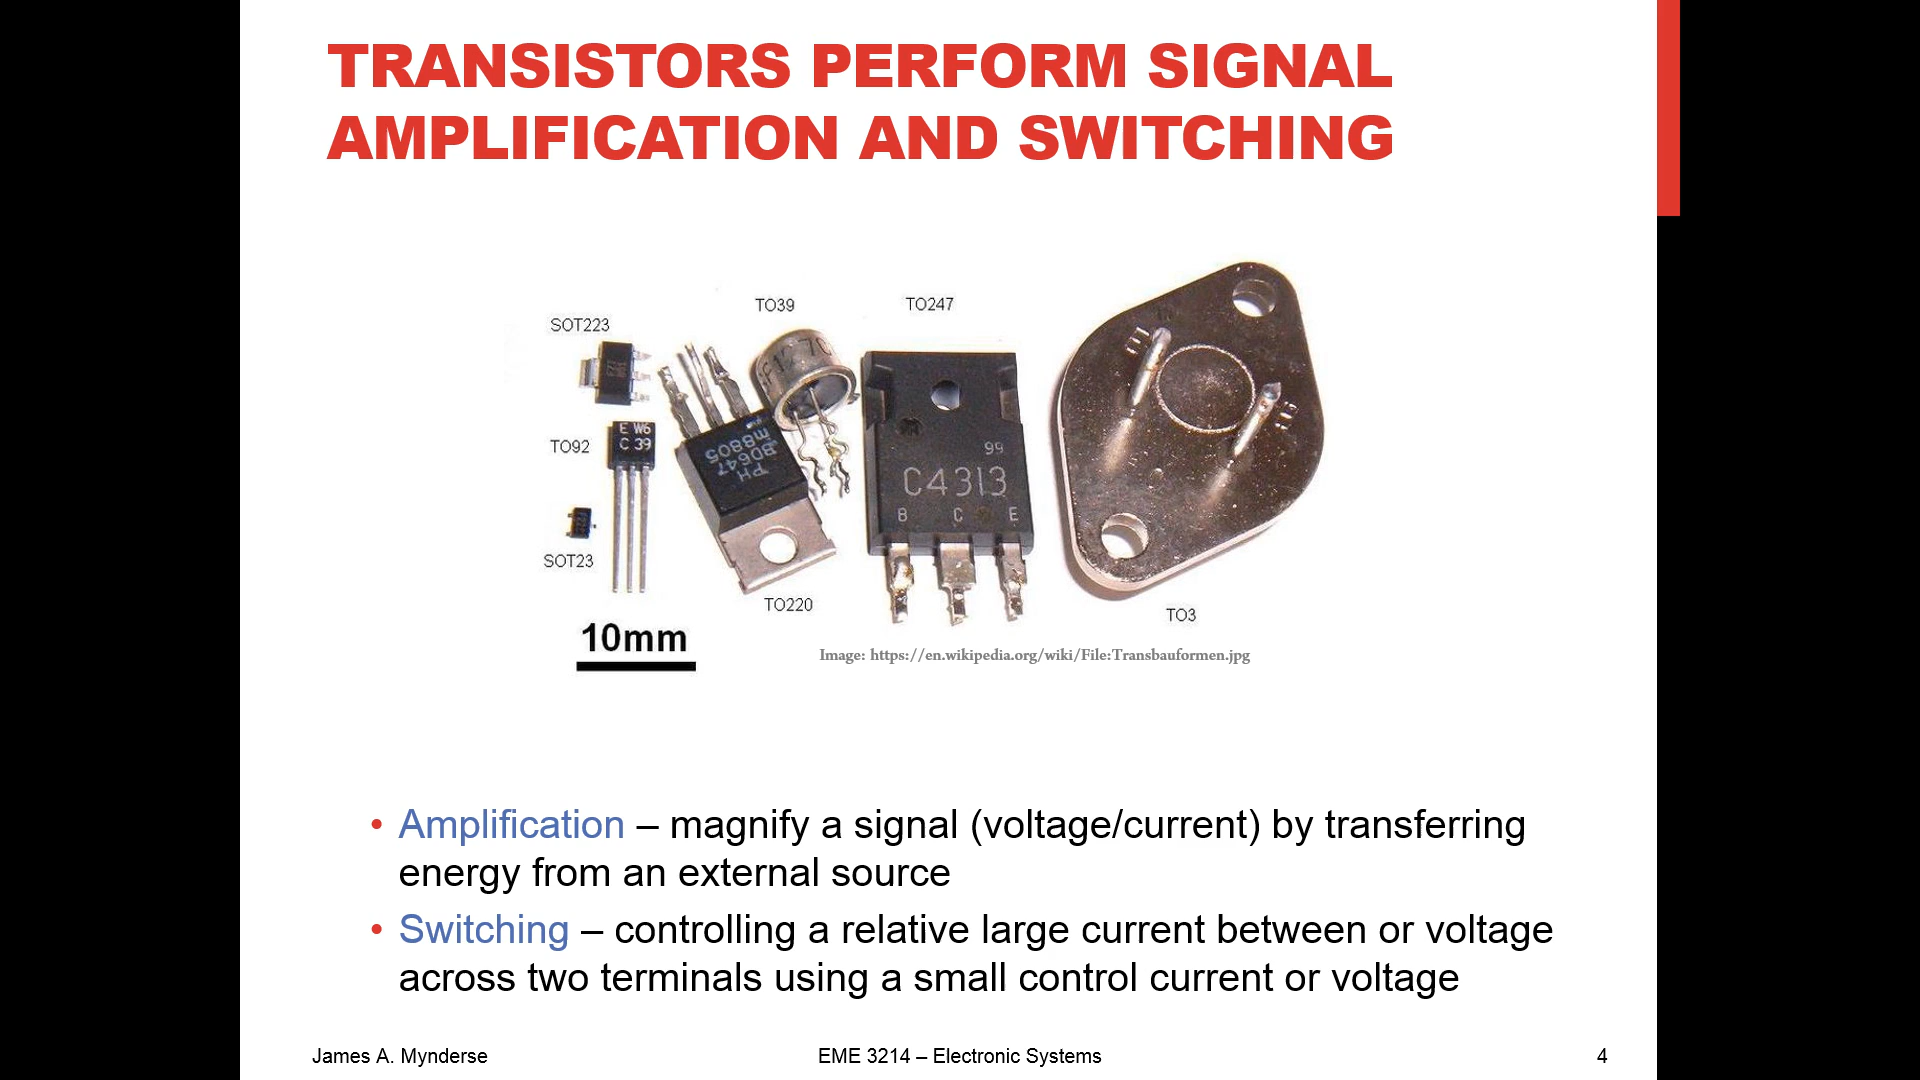 TRANSISTORS PERFORM SIGNAL
AMPLIFICATION AND SWITCHING
SOT223
TO39
TO247
TO92
E W6
C 39
PH
BD647
m8805
99
C4313
B C E
SOT23
TO220
TO3
10mm
Image: https://en.wikipedia.org/wiki/File:Transbauformen.jpg
• Amplification – magnify a signal (voltage/current) by transferring
energy from an external source
• Switching – controlling a relative large current between or voltage
across two terminals using a small control current or voltage
James A. Mynderse
EME 3214 – Electronic Systems
4